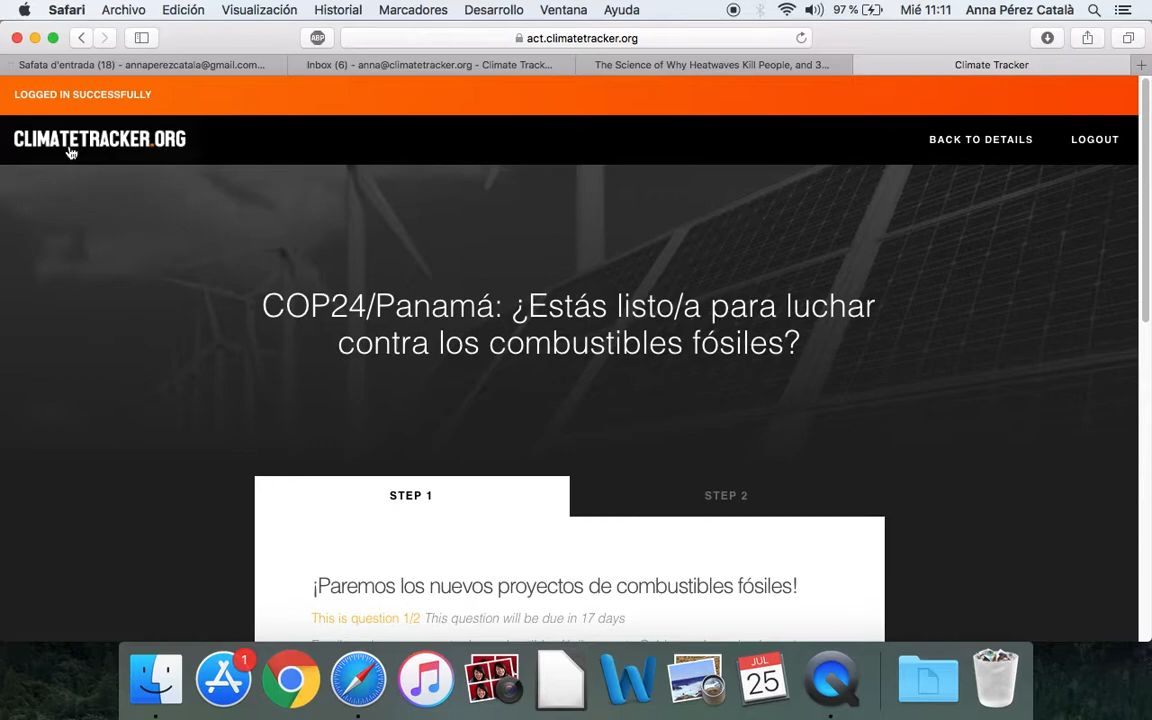 Safari Archivo Edición Visualización Historial Marcadores Desarrollo Ventana Ayuda 97 % Mié 11:11 Anna Pérez Català
ABP act.climatetracker.org
Safata d'entrada (18) - annaperezcatala@gmail.com... Inbox (6) - anna@climatetracker.org - Climate Track... The Science of Why Heatwaves Kill People, and 3... Climate Tracker
LOGGED IN SUCCESSFULLY
CLIMATETRACKER.ORG BACK TO DETAILS LOGOUT
COP24/Panamá: ¿Estás listo/a para luchar
contra los combustibles fósiles?
STEP 1 STEP 2
¡Paremos los nuevos proyectos de combustibles fósiles!
This is question 1/2 This question will be due in 17 days
1
JUL
25